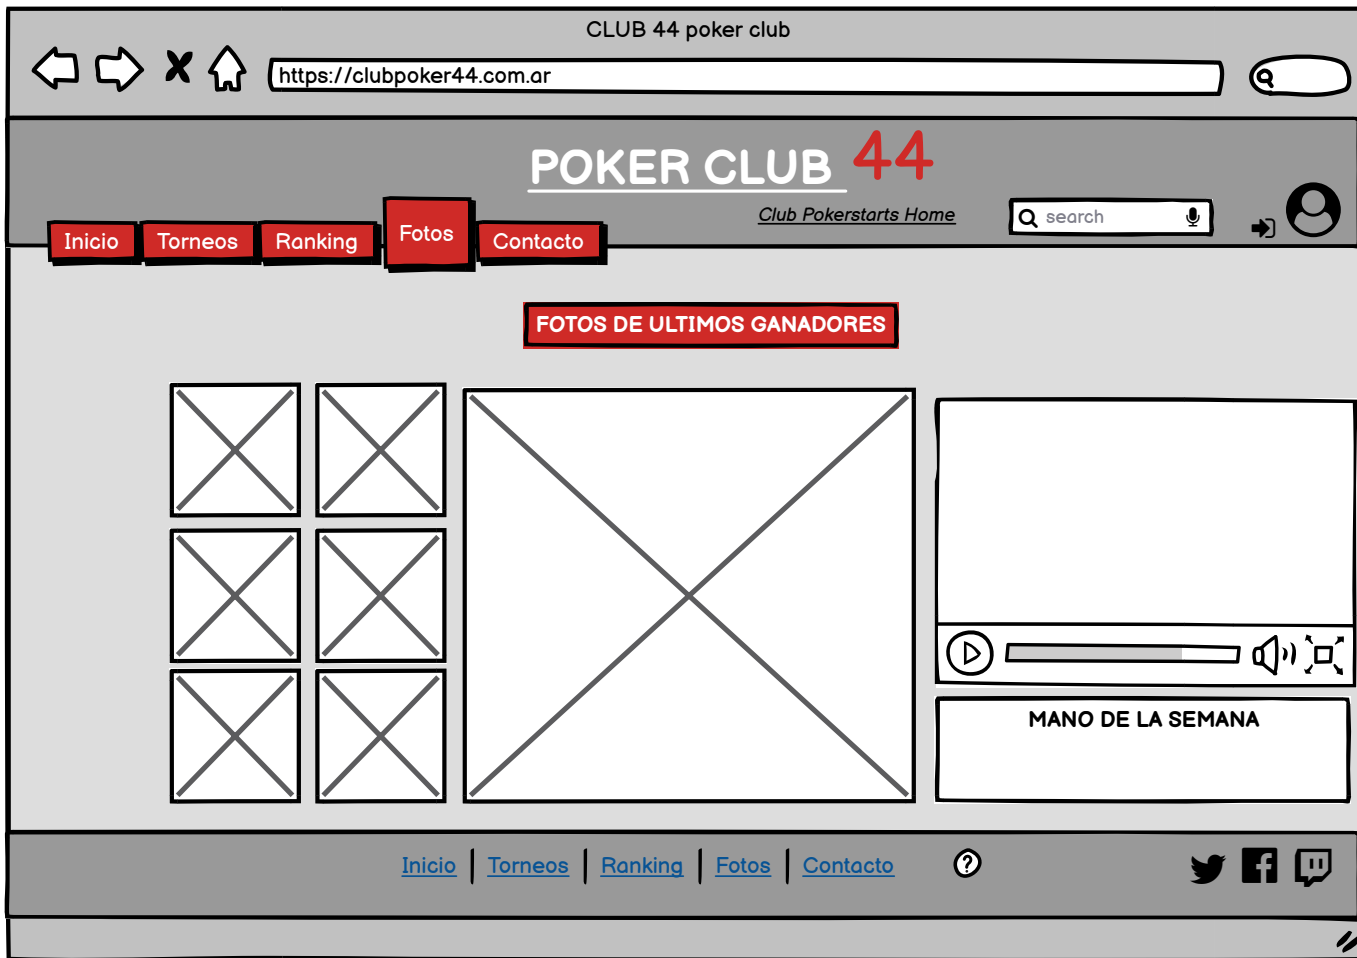 CLUB 44 poker club
https://clubpoker44.com.ar
POKER CLUB 44
Club Pokerstarts Home
search
Inicio
Torneos
Ranking
Fotos
Contacto
FOTOS DE ULTIMOS GANADORES
MANO DE LA SEMANA
Inicio
Torneos
Ranking
Fotos
Contacto
?